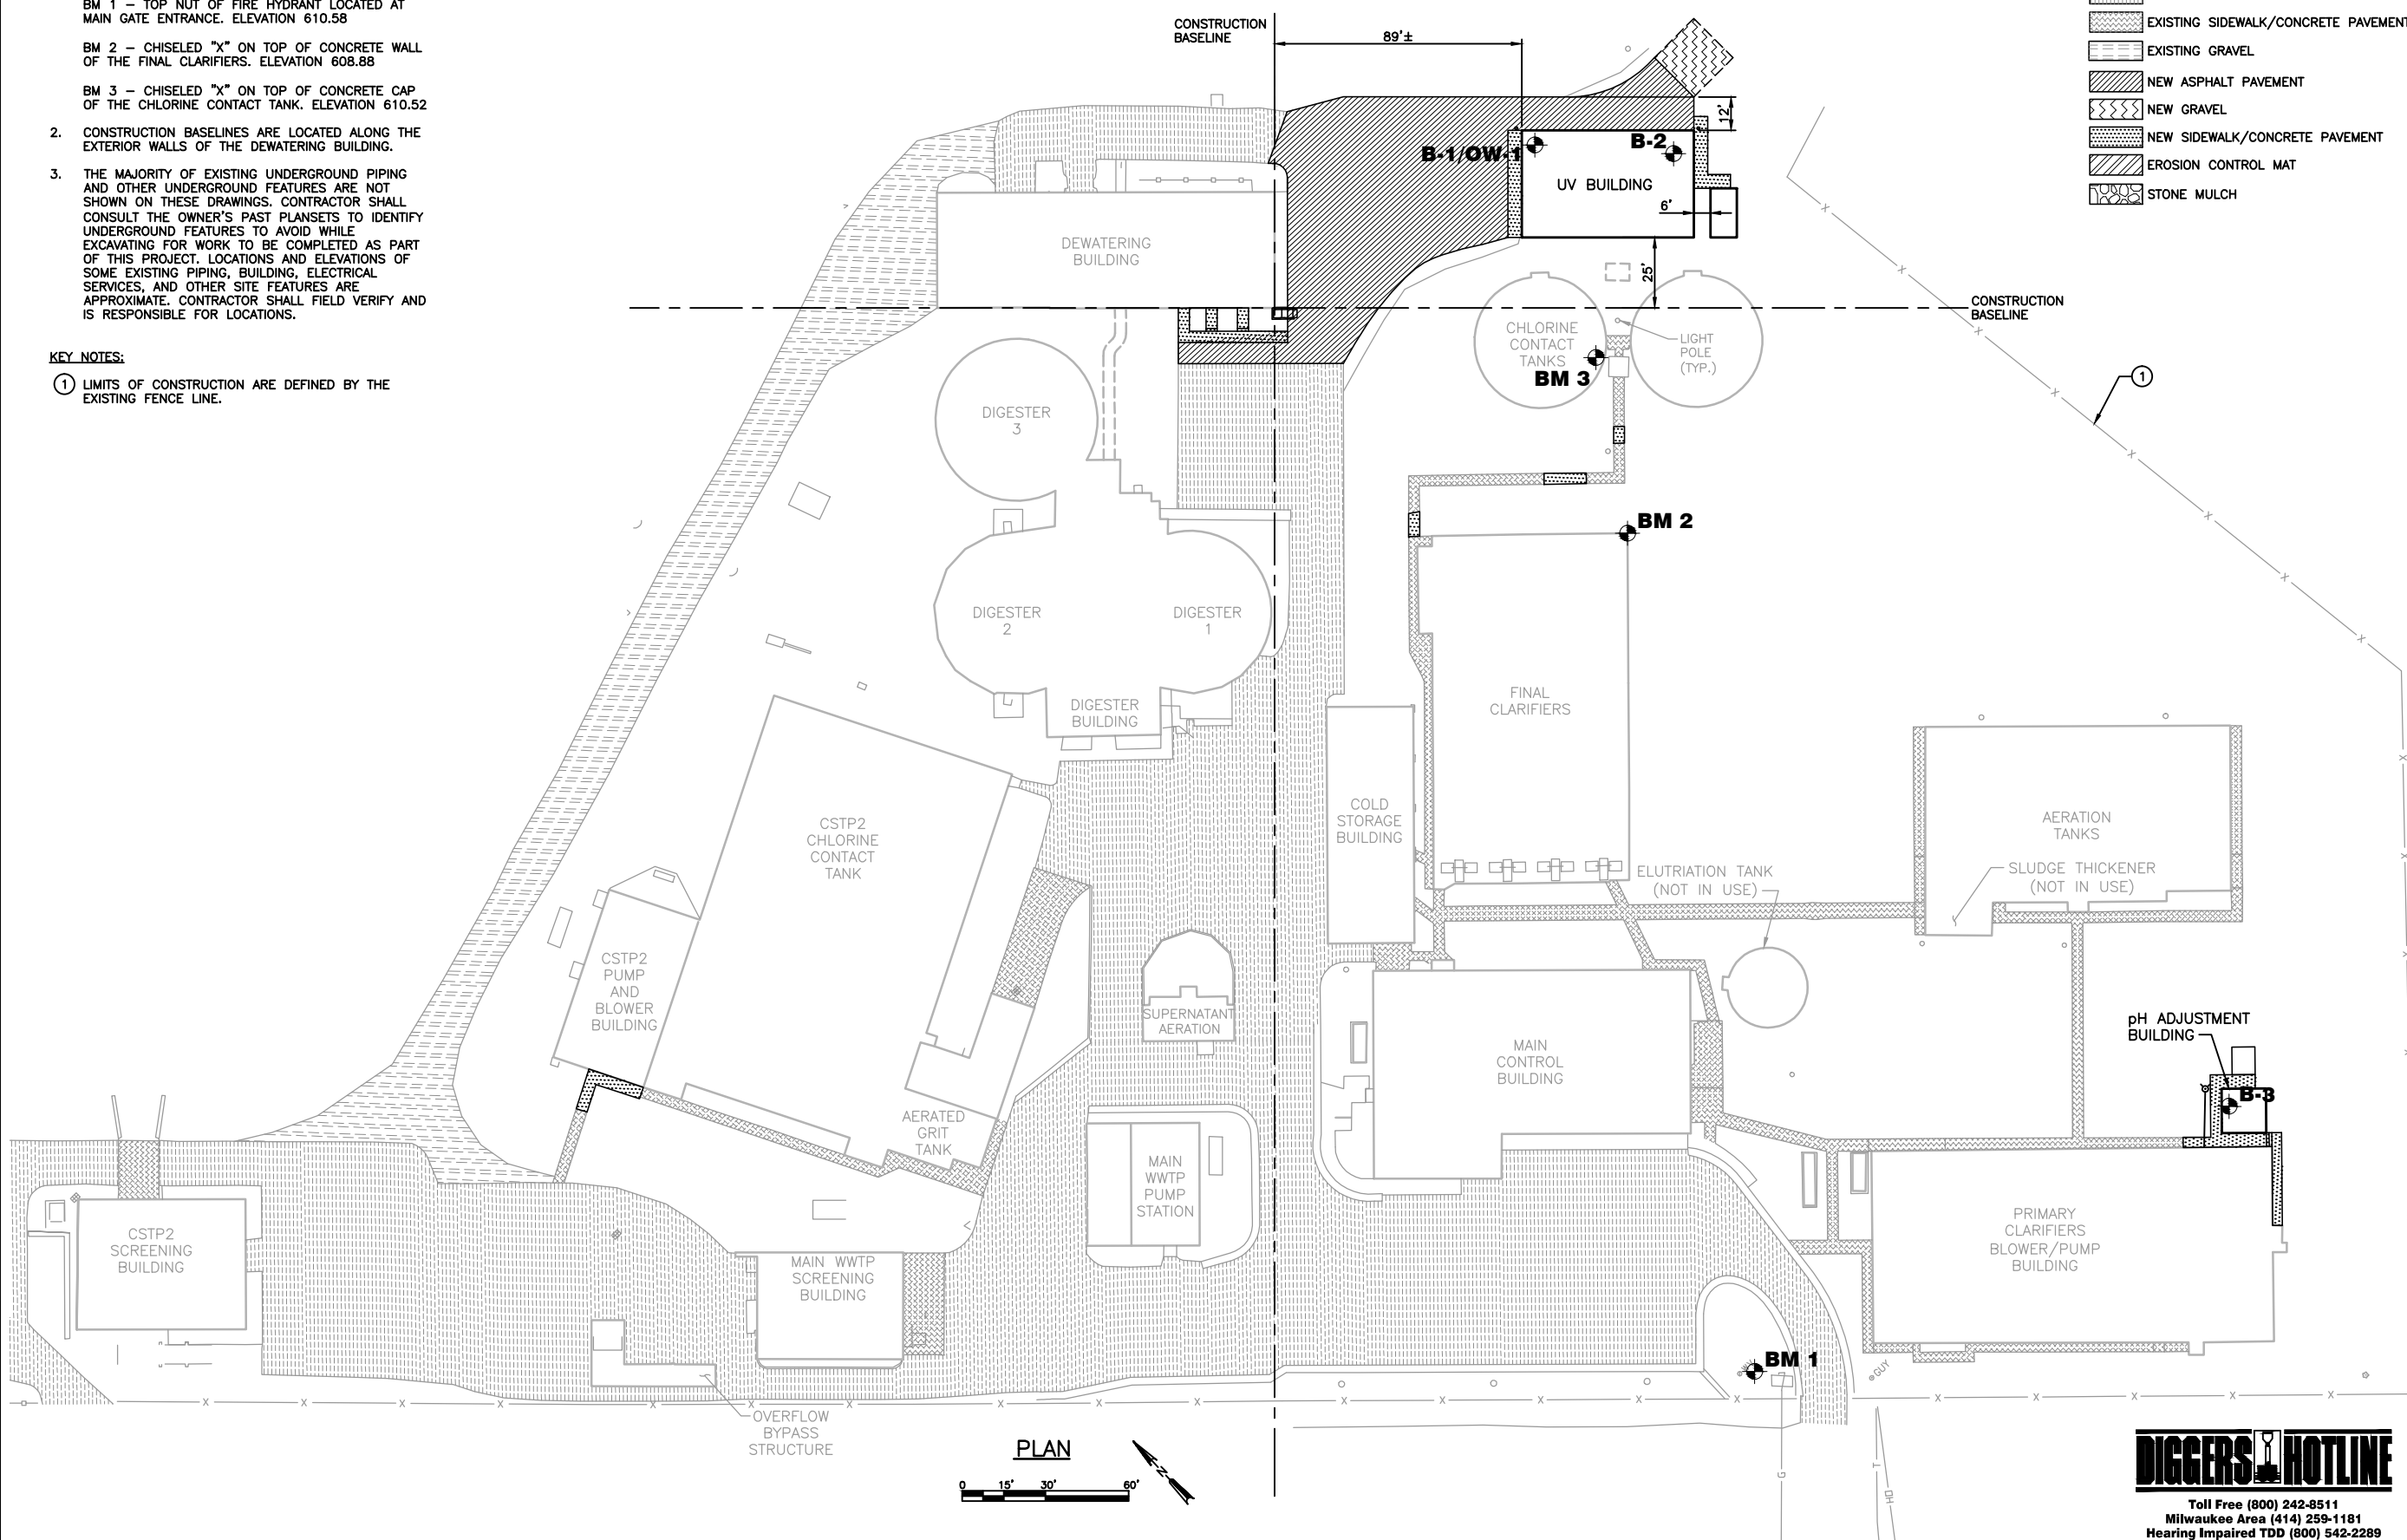 BM 1 – TOP NUT OF FIRE HYDRANT LOCATED AT
MAIN GATE ENTRANCE. ELEVATION 610.58
BM 2 – CHISELED "X" ON TOP OF CONCRETE WALL
OF THE FINAL CLARIFIERS. ELEVATION 608.88
BM 3 – CHISELED "X" ON TOP OF CONCRETE CAP
OF THE CHLORINE CONTACT TANK. ELEVATION 610.52
2. CONSTRUCTION BASELINES ARE LOCATED ALONG THE
EXTERIOR WALLS OF THE DEWATERING BUILDING.
3. THE MAJORITY OF EXISTING UNDERGROUND PIPING
AND OTHER UNDERGROUND FEATURES ARE NOT
SHOWN ON THESE DRAWINGS. CONTRACTOR SHALL
CONSULT THE OWNER'S PAST PLANSETS TO IDENTIFY
UNDERGROUND FEATURES TO AVOID WHILE
EXCAVATING FOR WORK TO BE COMPLETED AS PART
OF THIS PROJECT. LOCATIONS AND ELEVATIONS OF
SOME EXISTING PIPING, BUILDING, ELECTRICAL
SERVICES, AND OTHER SITE FEATURES ARE
APPROXIMATE. CONTRACTOR SHALL FIELD VERIFY AND
IS RESPONSIBLE FOR LOCATIONS.
KEY NOTES:
1 LIMITS OF CONSTRUCTION ARE DEFINED BY THE
EXISTING FENCE LINE.
EXISTING SIDEWALK/CONCRETE PAVEMENT
EXISTING GRAVEL
NEW ASPHALT PAVEMENT
NEW GRAVEL
NEW SIDEWALK/CONCRETE PAVEMENT
EROSION CONTROL MAT
STONE MULCH
CONSTRUCTION
BASELINE
89'±
12'
B-1/OW-1
B-2
UV BUILDING
6'
25'
DEWATERING
BUILDING
CONSTRUCTION
BASELINE
CHLORINE
CONTACT
TANKS
LIGHT
POLE
(TYP.)
BM 3
1
DIGESTER
3
BM 2
DIGESTER
2
DIGESTER
1
DIGESTER
BUILDING
FINAL
CLARIFIERS
COLD
STORAGE
BUILDING
CSTP2
CHLORINE
CONTACT
TANK
AERATION
TANKS
ELUTRIATION TANK
(NOT IN USE)
SLUDGE THICKENER
(NOT IN USE)
CSTP2
PUMP
AND
BLOWER
BUILDING
SUPERNATANT
AERATION
MAIN
CONTROL
BUILDING
pH ADJUSTMENT
BUILDING
B-3
AERATED
GRIT
TANK
MAIN
WWTP
PUMP
STATION
CSTP2
SCREENING
BUILDING
MAIN WWTP
SCREENING
BUILDING
PRIMARY
CLARIFIERS
BLOWER/PUMP
BUILDING
BM 1
GUY
OVERFLOW
BYPASS
STRUCTURE
G
T
OH
PLAN
N
0 15' 30' 60'
DIGGERS HOTLINE
Toll Free (800) 242-8511
Milwaukee Area (414) 259-1181
Hearing Impaired TDD (800) 542-2289